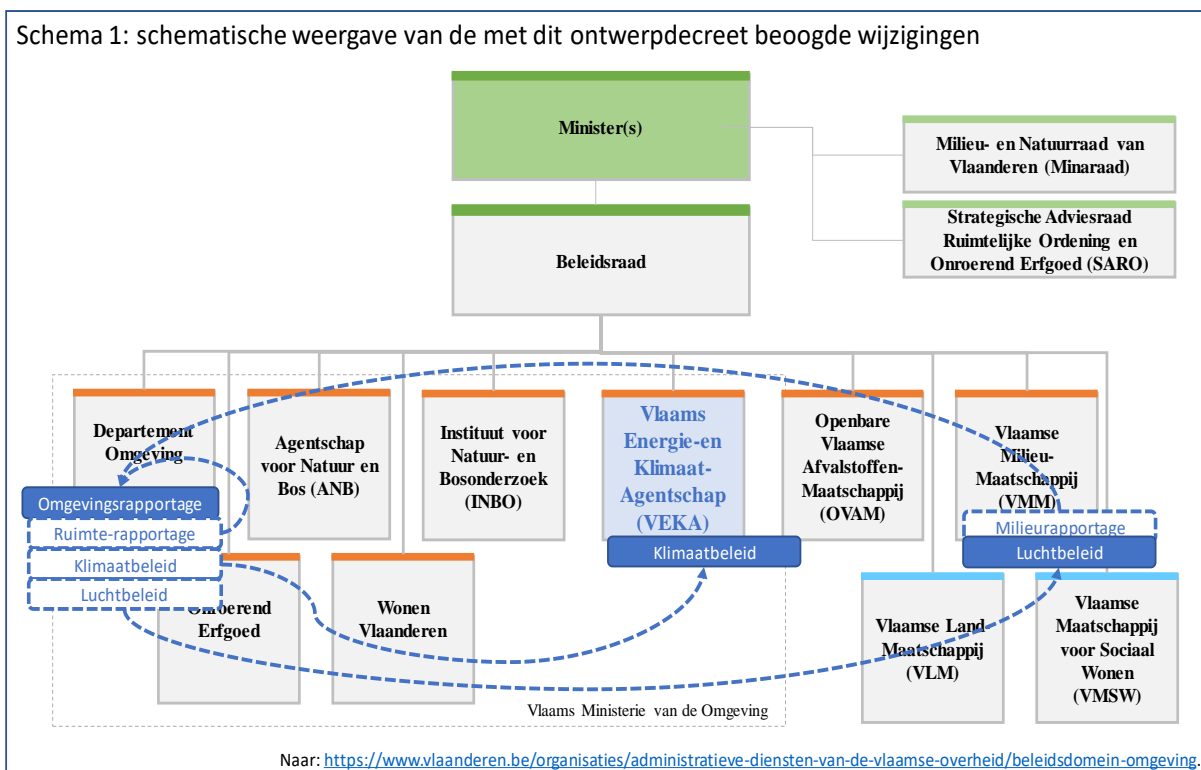 Schema 1: schematische weergave van de met dit ontwerpdecreet beoogde wijzigingen
Minister(s)
Milieu- en Natuurraad van
Vlaanderen (Minaraad)
Strategische Adviesraad
Ruimtelijke Ordening en
Onroerend Erfgoed (SARO)
Beleidsraad
Departement
Omgeving
Agentschap
voor Natuur en
Bos (ANB)
Instituut voor
Natuur- en
Bosonderzoek
(INBO)
Vlaams
Energie-en
Klimaat-
Agentschap
(VEKA)
Openbare
Vlaamse
Afvalstoffen-
Maatschappij
(OVAM)
Vlaamse
Milieu-
Maatschappij
(VMM)
Omgevingsrapportage
Ruimte-rapportage
Klimaatbeleid
Luchtbeleid
Klimaatbeleid
Milieurapportage
Luchtbeleid
Onroerend
Erfgoed
Wonen
Vlaanderen
Vlaamse Land-
Maatschappij
(VLM)
Vlaamse
Maatschappij
voor Sociaal
Wonen
(VMSW)
Vlaams Ministerie van de Omgeving
Naar: https://www.vlaanderen.be/organisaties/administratieve-diensten-van-de-vlaamse-overheid/beleidsdomein-omgeving.